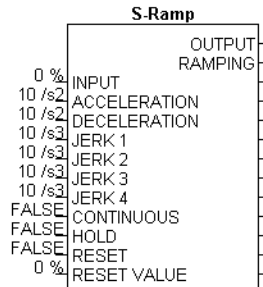 S-Ramp
OUTPUT
RAMPING
0 % INPUT
10 /s2 ACCELERATION
10 /s2 DECELERATION
10 /s3 JERK 1
10 /s3 JERK 2
10 /s3 JERK 3
10 /s3 JERK 4
FALSE CONTINUOUS
FALSE HOLD
FALSE RESET
0 % RESET VALUE